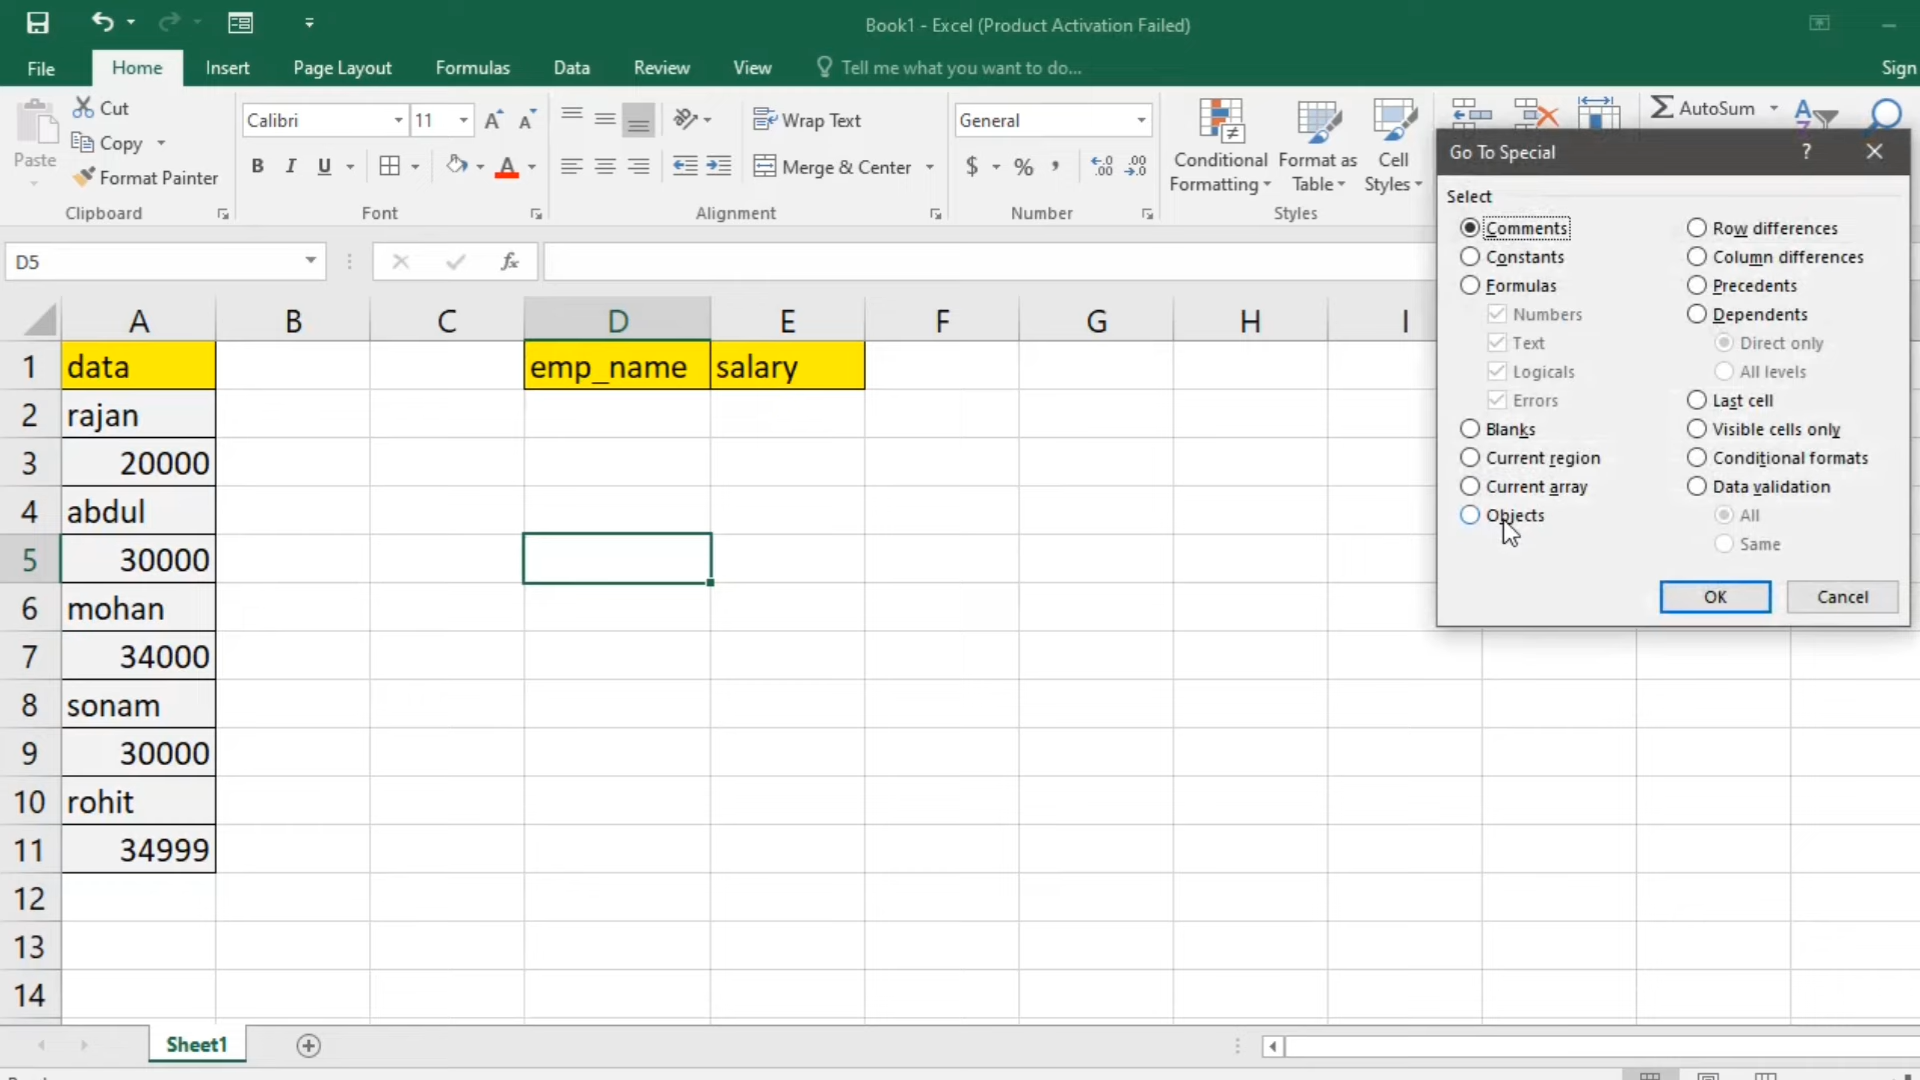 Book1 - Excel (Product Activation Failed)
File Home Insert Page Layout Formulas Data Review View Tell me what you want to do... Sign
Paste
Cut
Copy
Format Painter
Clipboard
Calibri 11
B I U A
Font
Wrap Text
Merge & Center
Alignment
General
$ % ,
Number
Conditional Formatting
Format as Table
Cell Styles
Styles
AutoSum
Go To Special ? 
Select
Comments
Constants
Formulas
Numbers
Text
Logicals
Errors
Blanks
Current region
Current array
Objects
Row differences
Column differences
Precedents
Dependents
Direct only
All levels
Last cell
Visible cells only
Conditional formats
Data validation
All
Same
OK Cancel
D5 fx
A B C D E F G H I
1 data emp_name salary
2 rajan
3 20000
4 abdul
5 30000
6 mohan
7 34000
8 sonam
9 30000
10 rohit
11 34999
12
13
14
Sheet1